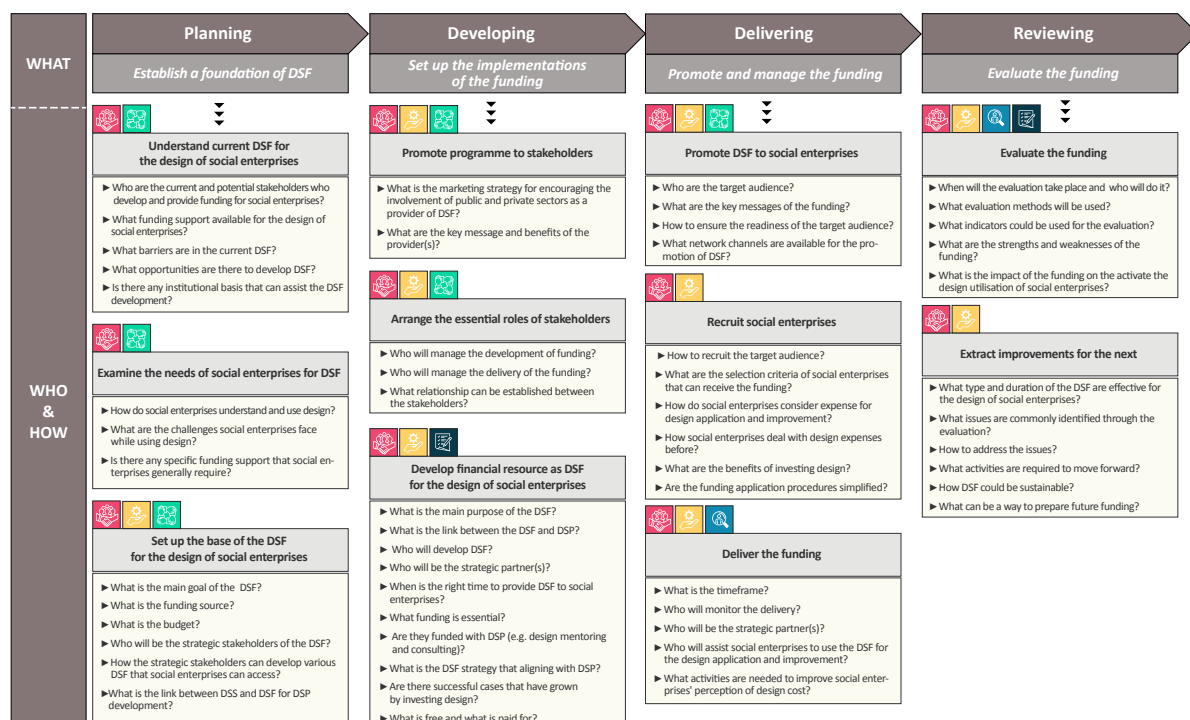 WHAT
Planning
Establish a foundation of DSF
Developing
Set up the implementations
of the funding
Delivering
Promote and manage the funding
Reviewing
Evaluate the funding
WHO
&
HOW
Understand current DSF for
the design of social enterprises
►Who are the current and potential stakeholders who
develop and provide funding for social enterprises?
►What funding support available for the design of
social enterprises?
►What barriers are in the current DSF?
►What opportunities are there to develop DSF?
►Is there any institutional basis that can assist the DSF
development?
Examine the needs of social enterprises for DSF
►How do social enterprises understand and use design?
►What are the challenges social enterprises face
while using design?
►Is there any specific funding support that social en-
terprises generally require?
Set up the base of the DSF
for the design of social enterprises
►What is the main goal of the DSF?
►What is the funding source?
►What is the budget?
►Who will be the strategic stakeholders of the DSF?
►How the strategic stakeholders can develop various
DSF that social enterprises can access?
►What is the link between DSS and DSF for DSP
development?
Promote programme to stakeholders
►What is the marketing strategy for encouraging the
involvement of public and private sectors as a
provider of DSF?
►What are the key message and benefits of the
provider(s)?
Arrange the essential roles of stakeholders
►Who will manage the development of funding?
►Who will manage the delivery of the funding?
►What relationship can be established between
the stakeholders?
Develop financial resource as DSF
for the design of social enterprises
►What is the main purpose of the DSF?
►What is the link between the DSF and DSP?
► Who will develop DSF?
►Who will be the strategic partner(s)?
►When is the right time to provide DSF to social
enterprises?
►What funding is essential?
►Are they funded with DSP (e.g. design mentoring
and consulting)?
►What is the DSF strategy that aligning with DSP?
►Are there successful cases that have grown
by investing design?
►What is free and what is paid for?
Promote DSF to social enterprises
►Who are the target audience?
►What are the key messages of the funding?
►How to ensure the readiness of the target audience?
►What network channels are available for the pro-
motion of DSF?
Recruit social enterprises
►How to recruit the target audience?
►What are the selection criteria of social enterprises
that can receive the funding?
►How do social enterprises consider expense for
design application and improvement?
►How social enterprises deal with design expenses
before?
►What are the benefits of investing design?
►Are the funding application procedures simplified?
Deliver the funding
►What is the timeframe?
►Who will monitor the delivery?
►Who will be the strategic partner(s)?
►Who will assist social enterprises to use the DSF for
the design application and improvement?
►What activities are needed to improve social enter-
prises' perception of design cost?
Evaluate the funding
►When will the evaluation take place and who will do it?
►What evaluation methods will be used?
►What indicators could be used for the evaluation?
►What are the strengths and weaknesses of the
funding?
►What is the impact of the funding on the activate the
design utilisation of social enterprises?
Extract improvements for the next
►What type and duration of the DSF are effective for
the design of social enterprises?
►What issues are commonly identified through the
evaluation?
►How to address the issues?
►What activities are required to move forward?
►How DSF could be sustainable?
►What can be a way to prepare future funding?